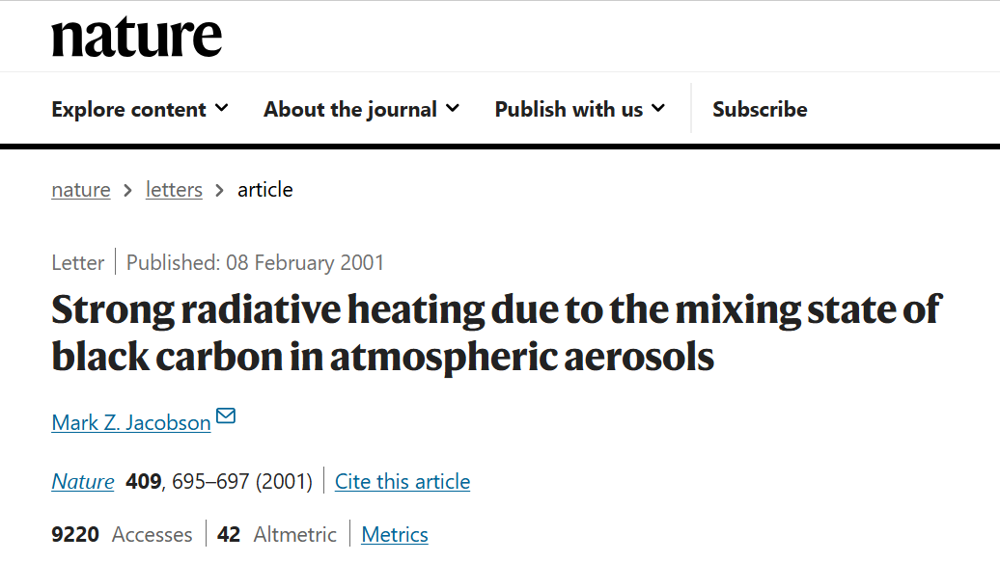 nature
Explore content About the journal Publish with us Subscribe
nature > letters > article
Letter | Published: 08 February 2001
Strong radiative heating due to the mixing state of
black carbon in atmospheric aerosols
Mark Z. Jacobson
Nature 409, 695–697 (2001) | Cite this article
9220 Accesses | 42 Altmetric | Metrics